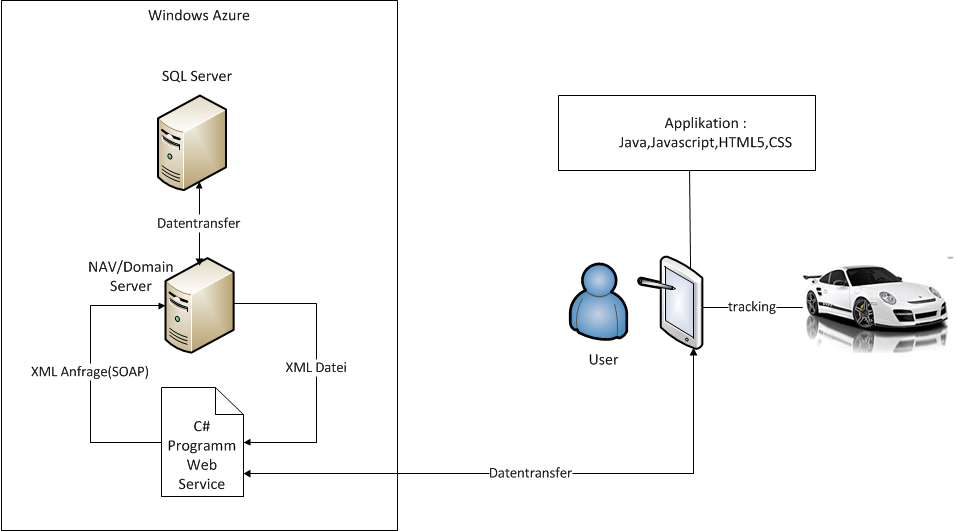 Windows Azure
SQL Server
Datentransfer
NAV/Domain
Server
XML Anfrage(SOAP)
XML Datei
C#
Programm
Web
Service
Applikation :
Java,Javascript,HTML5,CSS
User
tracking
Datentransfer